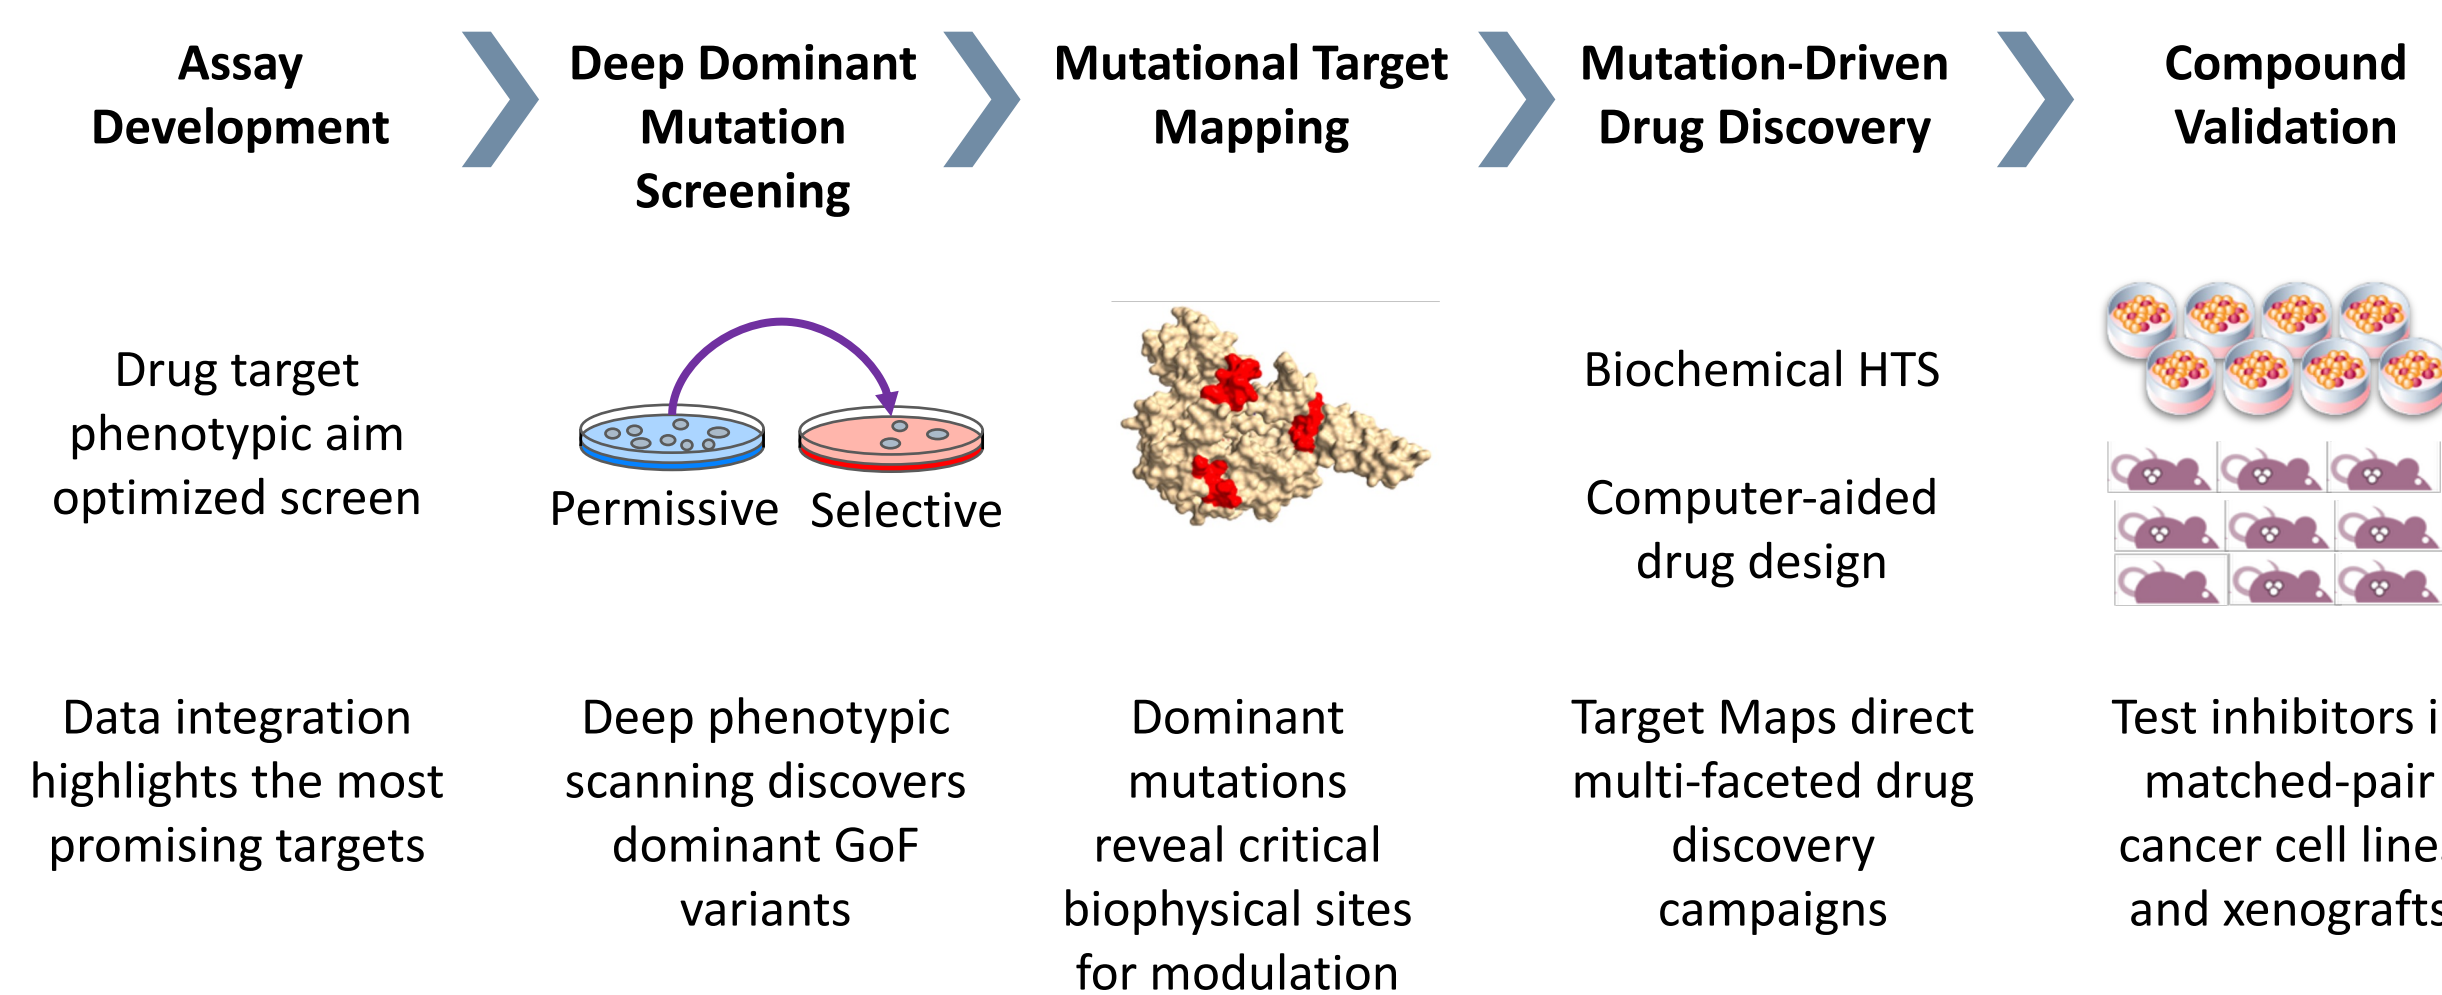 Assay
Development
Deep Dominant
Mutation
Screening
Mutational Target
Mapping
Mutation-Driven
Drug Discovery
Compound
Validation
Drug target
phenotypic aim
optimized screen
Permissive
Selective
Biochemical HTS
Computer-aided
drug design
Data integration
highlights the most
promising targets
Deep phenotypic
scanning discovers
dominant GoF
variants
Dominant
mutations
reveal critical
biophysical sites
for modulation
Target Maps direct
multi-faceted drug
discovery
campaigns
Test inhibitors
matched-pair
cancer cell
and xenografts